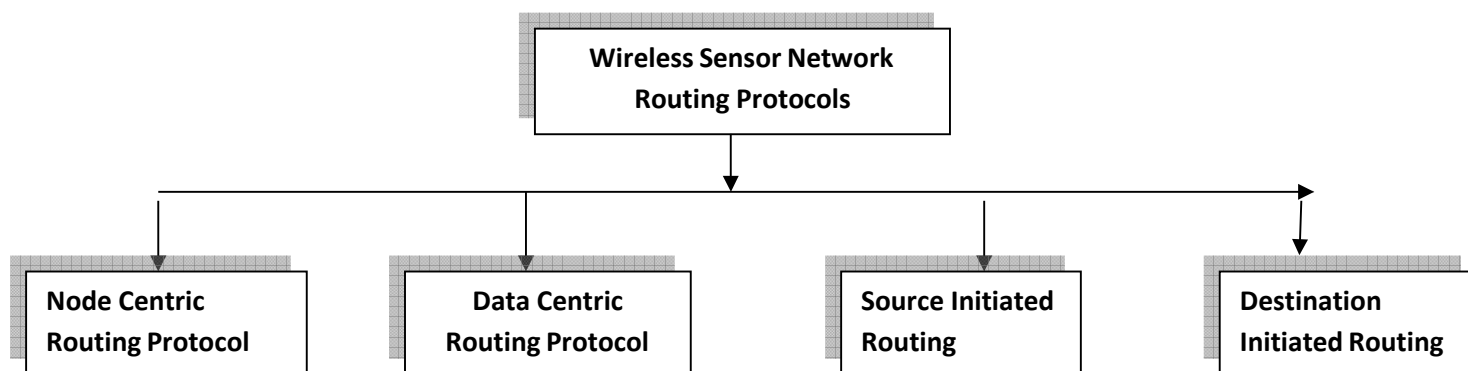 Wireless Sensor Network
Routing Protocols
Node Centric
Routing Protocol
Data Centric
Routing Protocol
Source Initiated
Routing
Destination
Initiated Routing